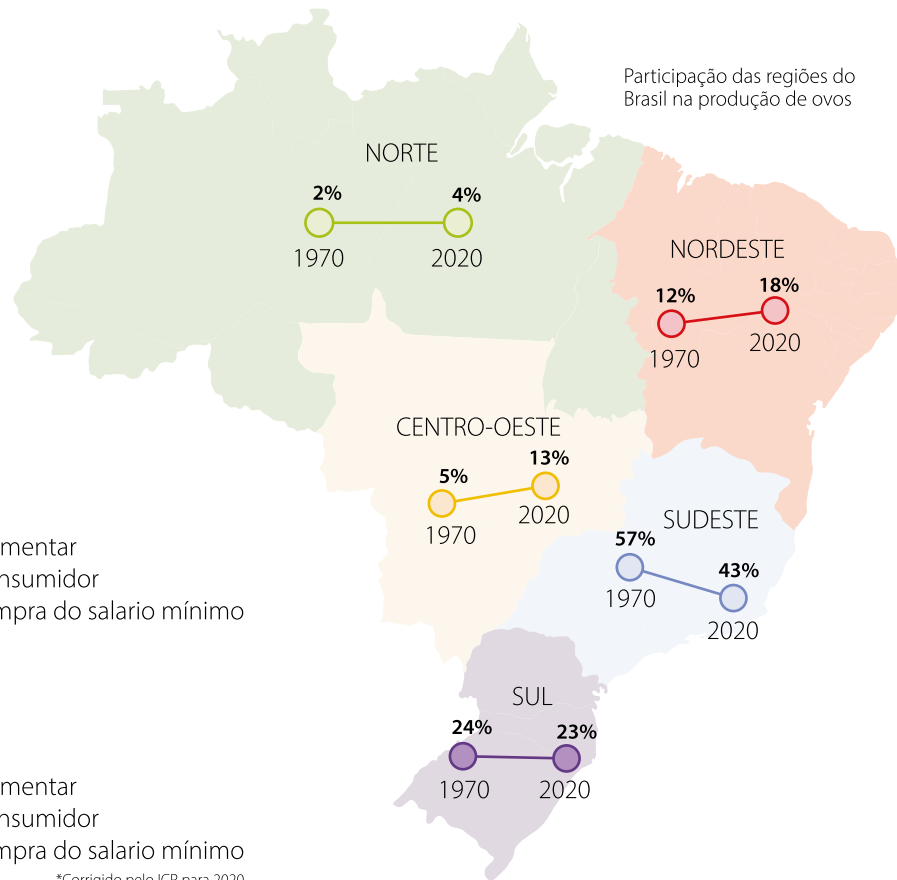 Participação das regiões do
Brasil na produção de ovos
NORTE
2% 4%
1970 2020
NORDESTE
12% 18%
1970 2020
CENTRO-OESTE
5% 13%
1970 2020
SUDESTE
57% 43%
1970 2020
SUL
24% 23%
1970 2020
mentar
nsumidor
mpra do salario mínimo
mentar
nsumidor
mpra do salario mínimo